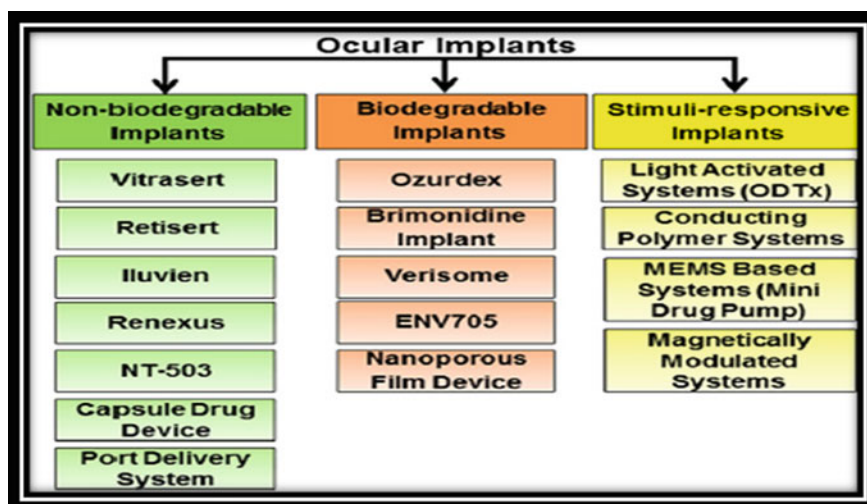 Ocular Implants
Non-biodegradable
Implants
Vitrasert
Retisert
Iluvien
Renexus
NT-503
Capsule Drug
Device
Port Delivery
System
Biodegradable
Implants
Ozurdex
Brimonidine
Implant
Verisome
ENV705
Nanoporous
Film Device
Stimuli-responsive
Implants
Light Activated
Systems (ODTx)
Conducting
Polymer Systems
MEMS Based
Systems (Mini
Drug Pump)
Magnetically
Modulated
Systems